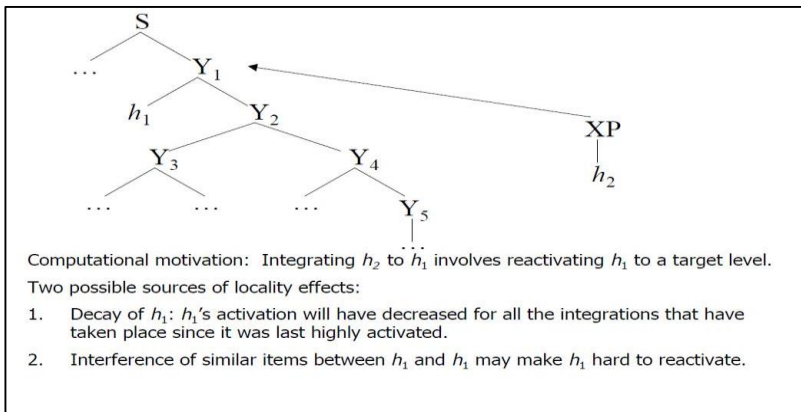 S
... Y₁
h₁ Y₂ XP
Y₃ Y₄ h₂
... ... ... Y₅
...
Computational motivation: Integrating h₂ to h₁ involves reactivating h₁ to a target level.
Two possible sources of locality effects:
1. Decay of h₁: h₁'s activation will have decreased for all the integrations that have
taken place since it was last highly activated.
2. Interference of similar items between h₁ and h₁ may make h₁ hard to reactivate.